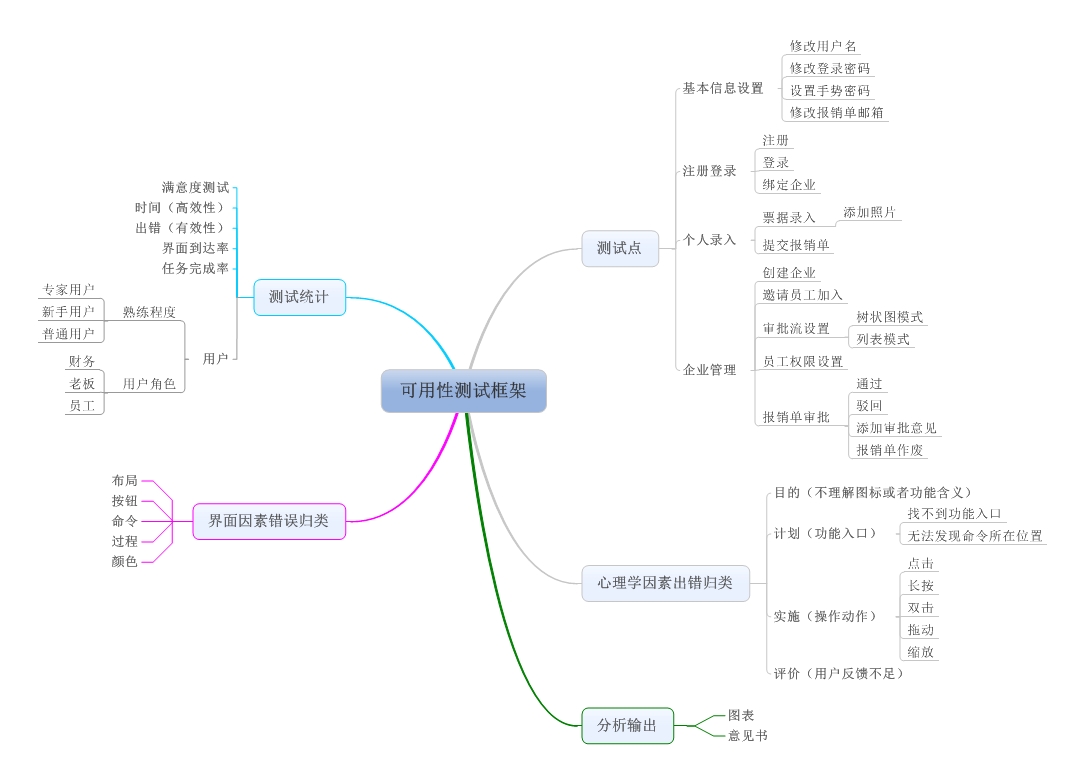 可用性测试框架
测试点
基本信息设置
修改用户名
修改登录密码
设置手势密码
修改报销单邮箱
注册登录
注册
登录
绑定企业
个人录入
票据录入
添加照片
提交报销单
企业管理
创建企业
邀请员工加入
审批流设置
树状图模式
列表模式
员工权限设置
报销单审批
通过
驳回
添加审批意见
报销单作废
心理学因素出错归类
目的（不理解图标或者功能含义）
计划（功能入口）
找不到功能入口
无法发现命令所在位置
实施（操作动作）
点击
长按
双击
拖动
缩放
评价（用户反馈不足）
分析输出
图表
意见书
测试统计
满意度测试
时间（高效性）
出错（有效性）
界面到达率
任务完成率
用户
熟练程度
专家用户
新手用户
普通用户
用户角色
财务
老板
员工
界面因素错误归类
布局
按钮
命令
过程
颜色